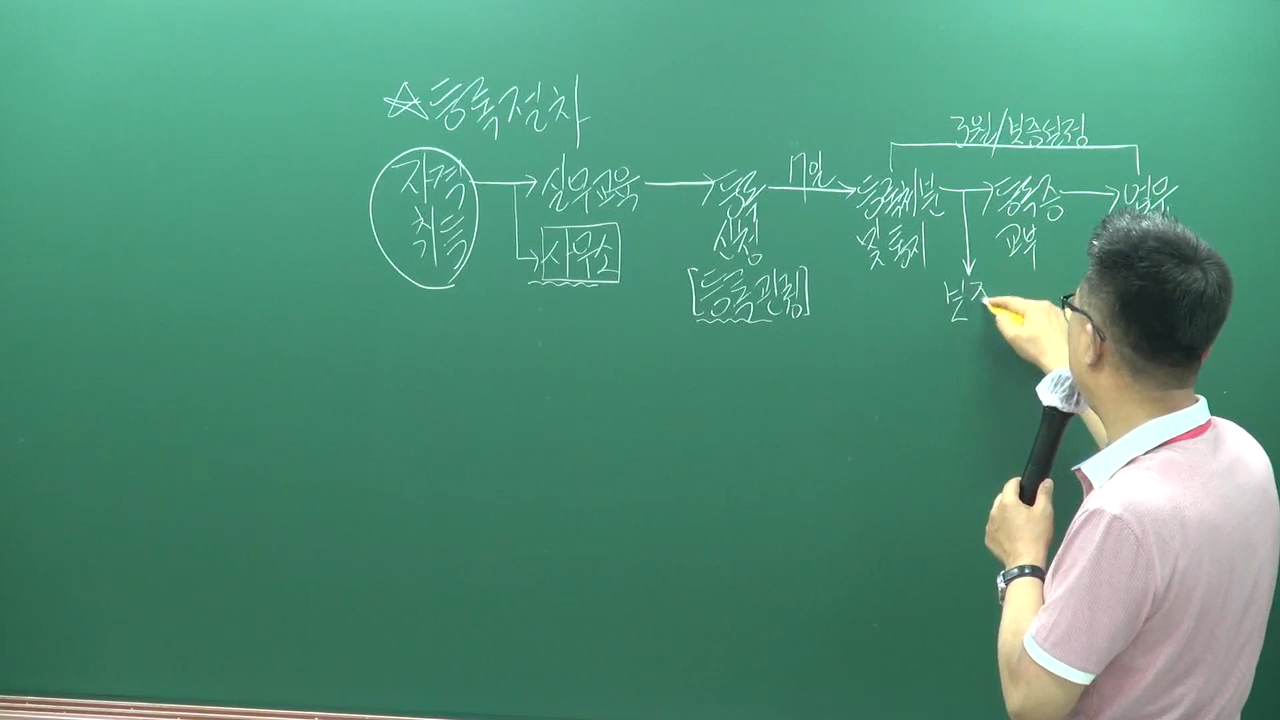 ☆등록절차
3월/보증설정
자격 실무교육 등록 7일 등록처분 등록증 업무
취득 사무소 신청 및 통지 교부
[등록관청]
보